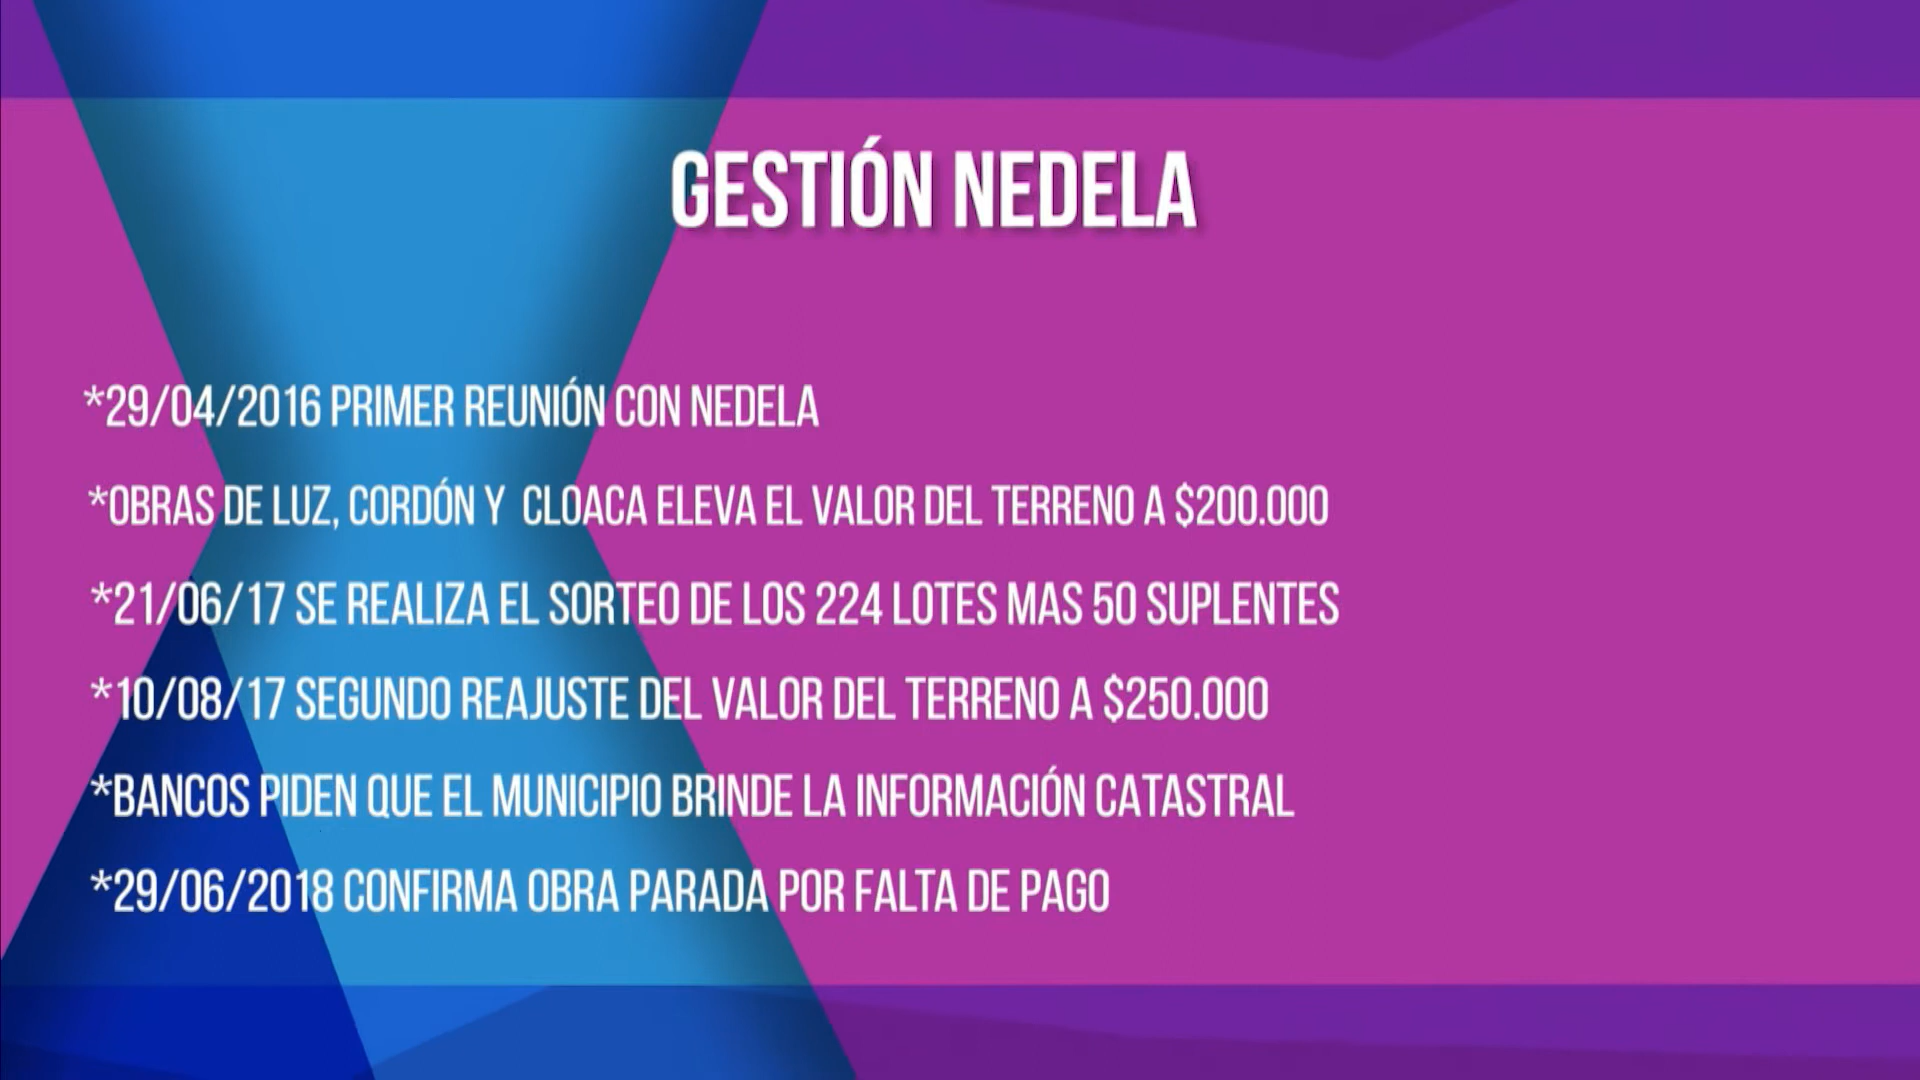 GESTIÓN NEDELA
*29/04/2016 PRIMER REUNIÓN CON NEDELA
*OBRAS DE LUZ, CORDÓN Y CLOACA ELEVA EL VALOR DEL TERRENO A $200.000
*21/06/17 SE REALIZA EL SORTEO DE LOS 224 LOTES MAS 50 SUPLENTES
*10/08/17 SEGUNDO REAJUSTE DEL VALOR DEL TERRENO A $250.000
*BANCOS PIDEN QUE EL MUNICIPIO BRINDE LA INFORMACIÓN CATASTRAL
*29/06/2018 CONFIRMA OBRA PARADA POR FALTA DE PAGO